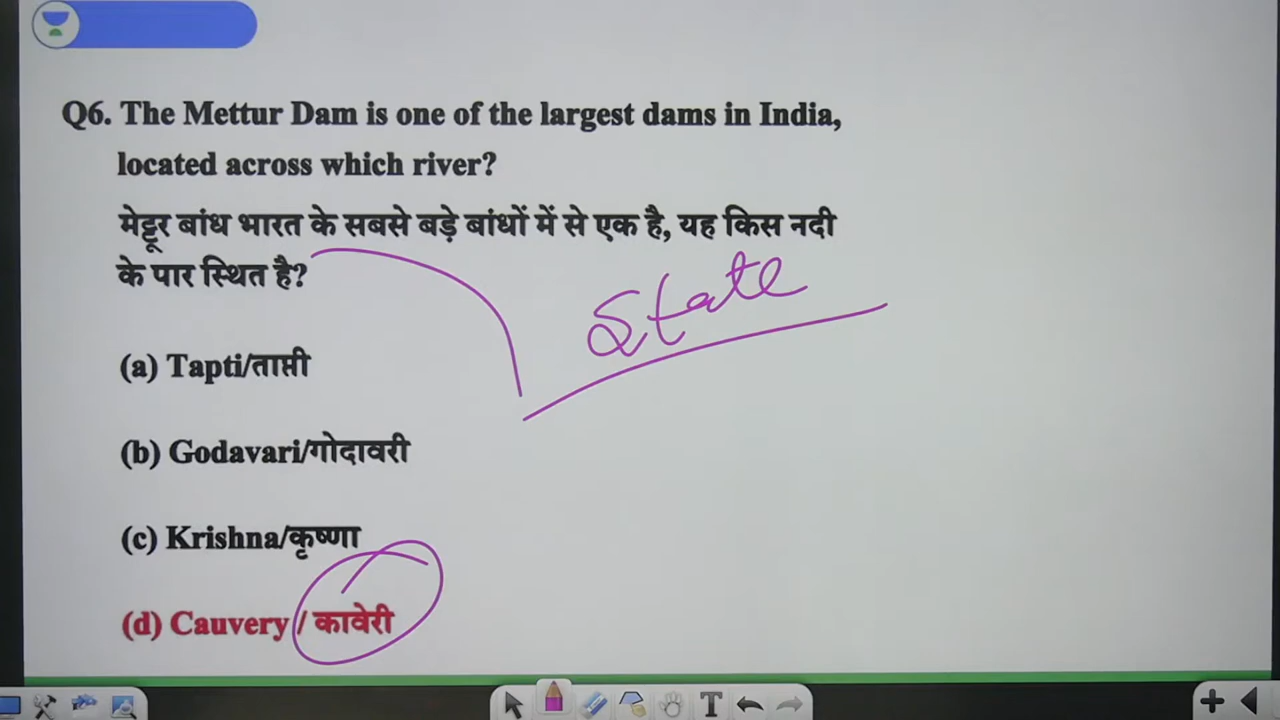 Q6. The Mettur Dam is one of the largest dams in India,
located across which river?
मेट्टूर बांध भारत के सबसे बड़े बांधों में से एक है, यह किस नदी
के पार स्थित है?
State
(a) Tapti/ताप्ती
(b) Godavari/गोदावरी
(c) Krishna/कृष्णा
(d) Cauvery / कावेरी
T